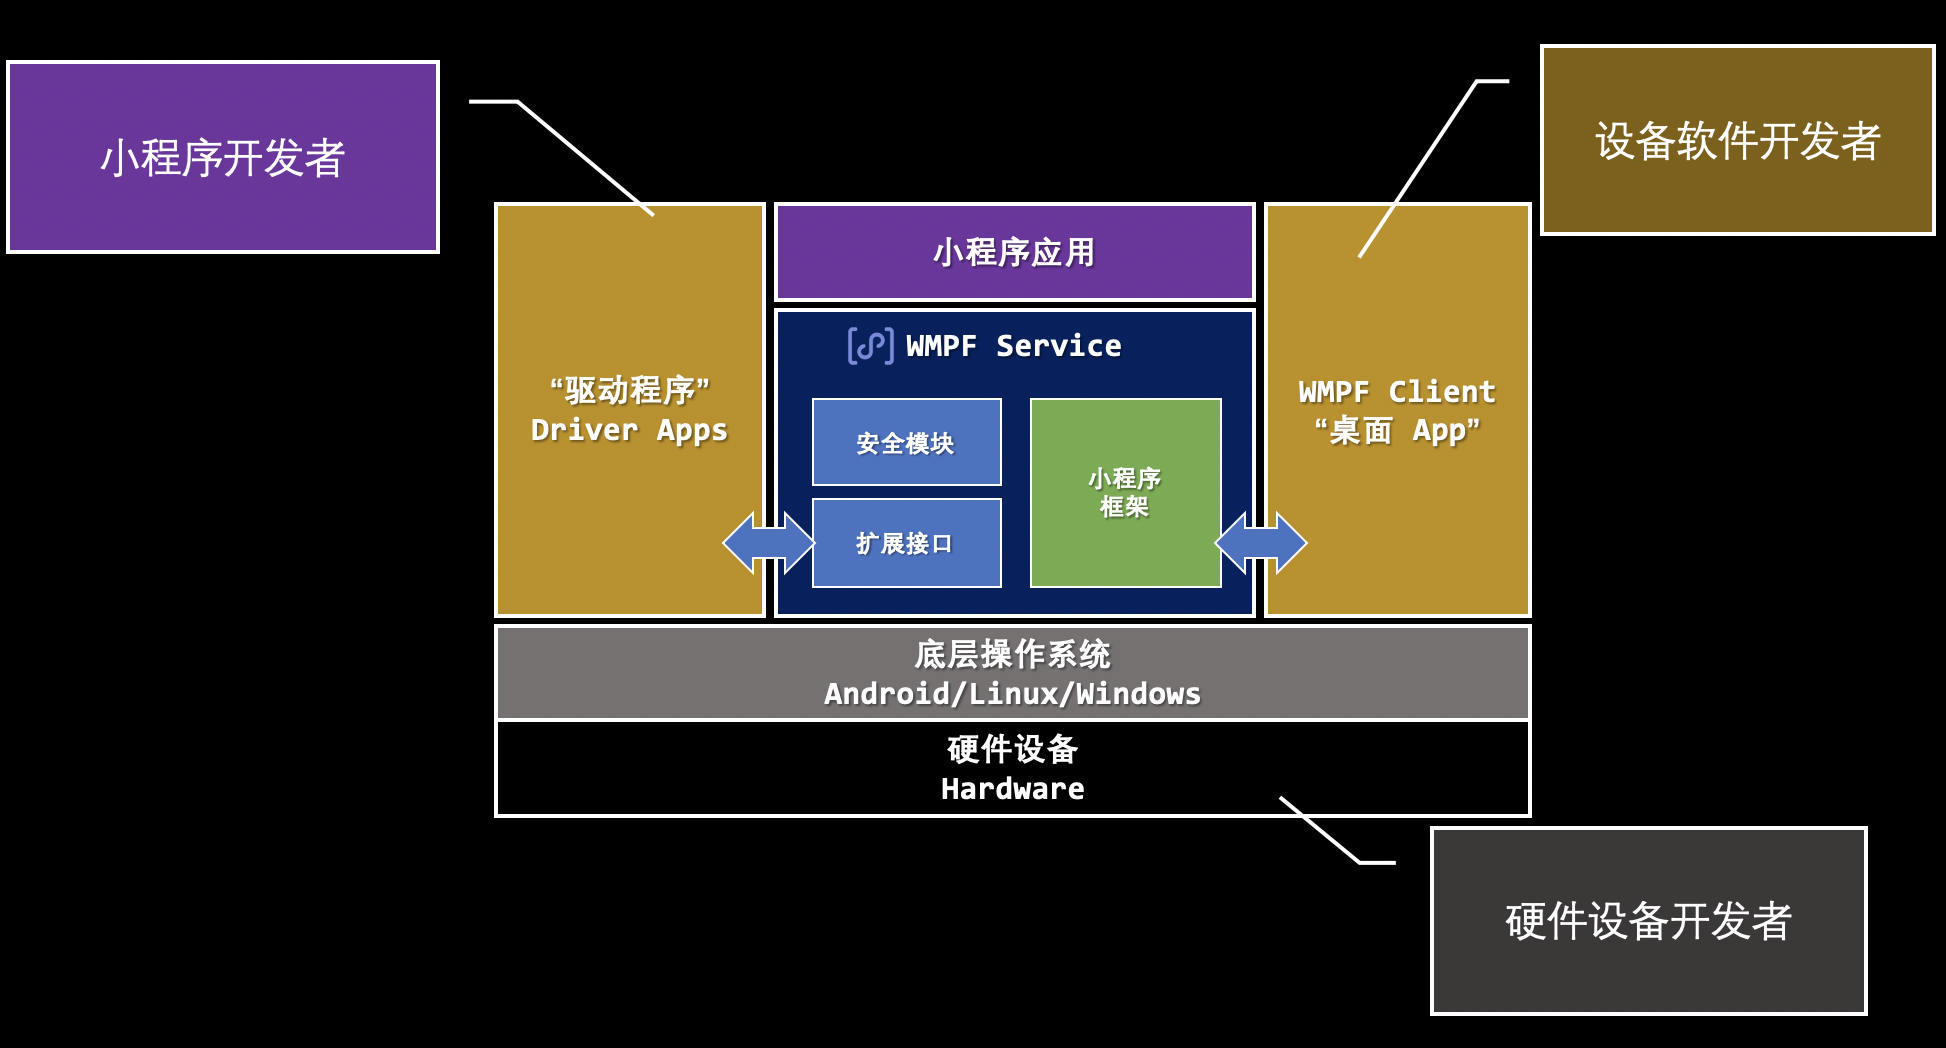 小程序开发者
设备软件开发者
小程序应用
“驱动程序”
Driver Apps
WMPF Service
安全模块
扩展接口
小程序
框架
WMPF Client
“桌面 App”
底层操作系统
Android/Linux/Windows
硬件设备
Hardware
硬件设备开发者